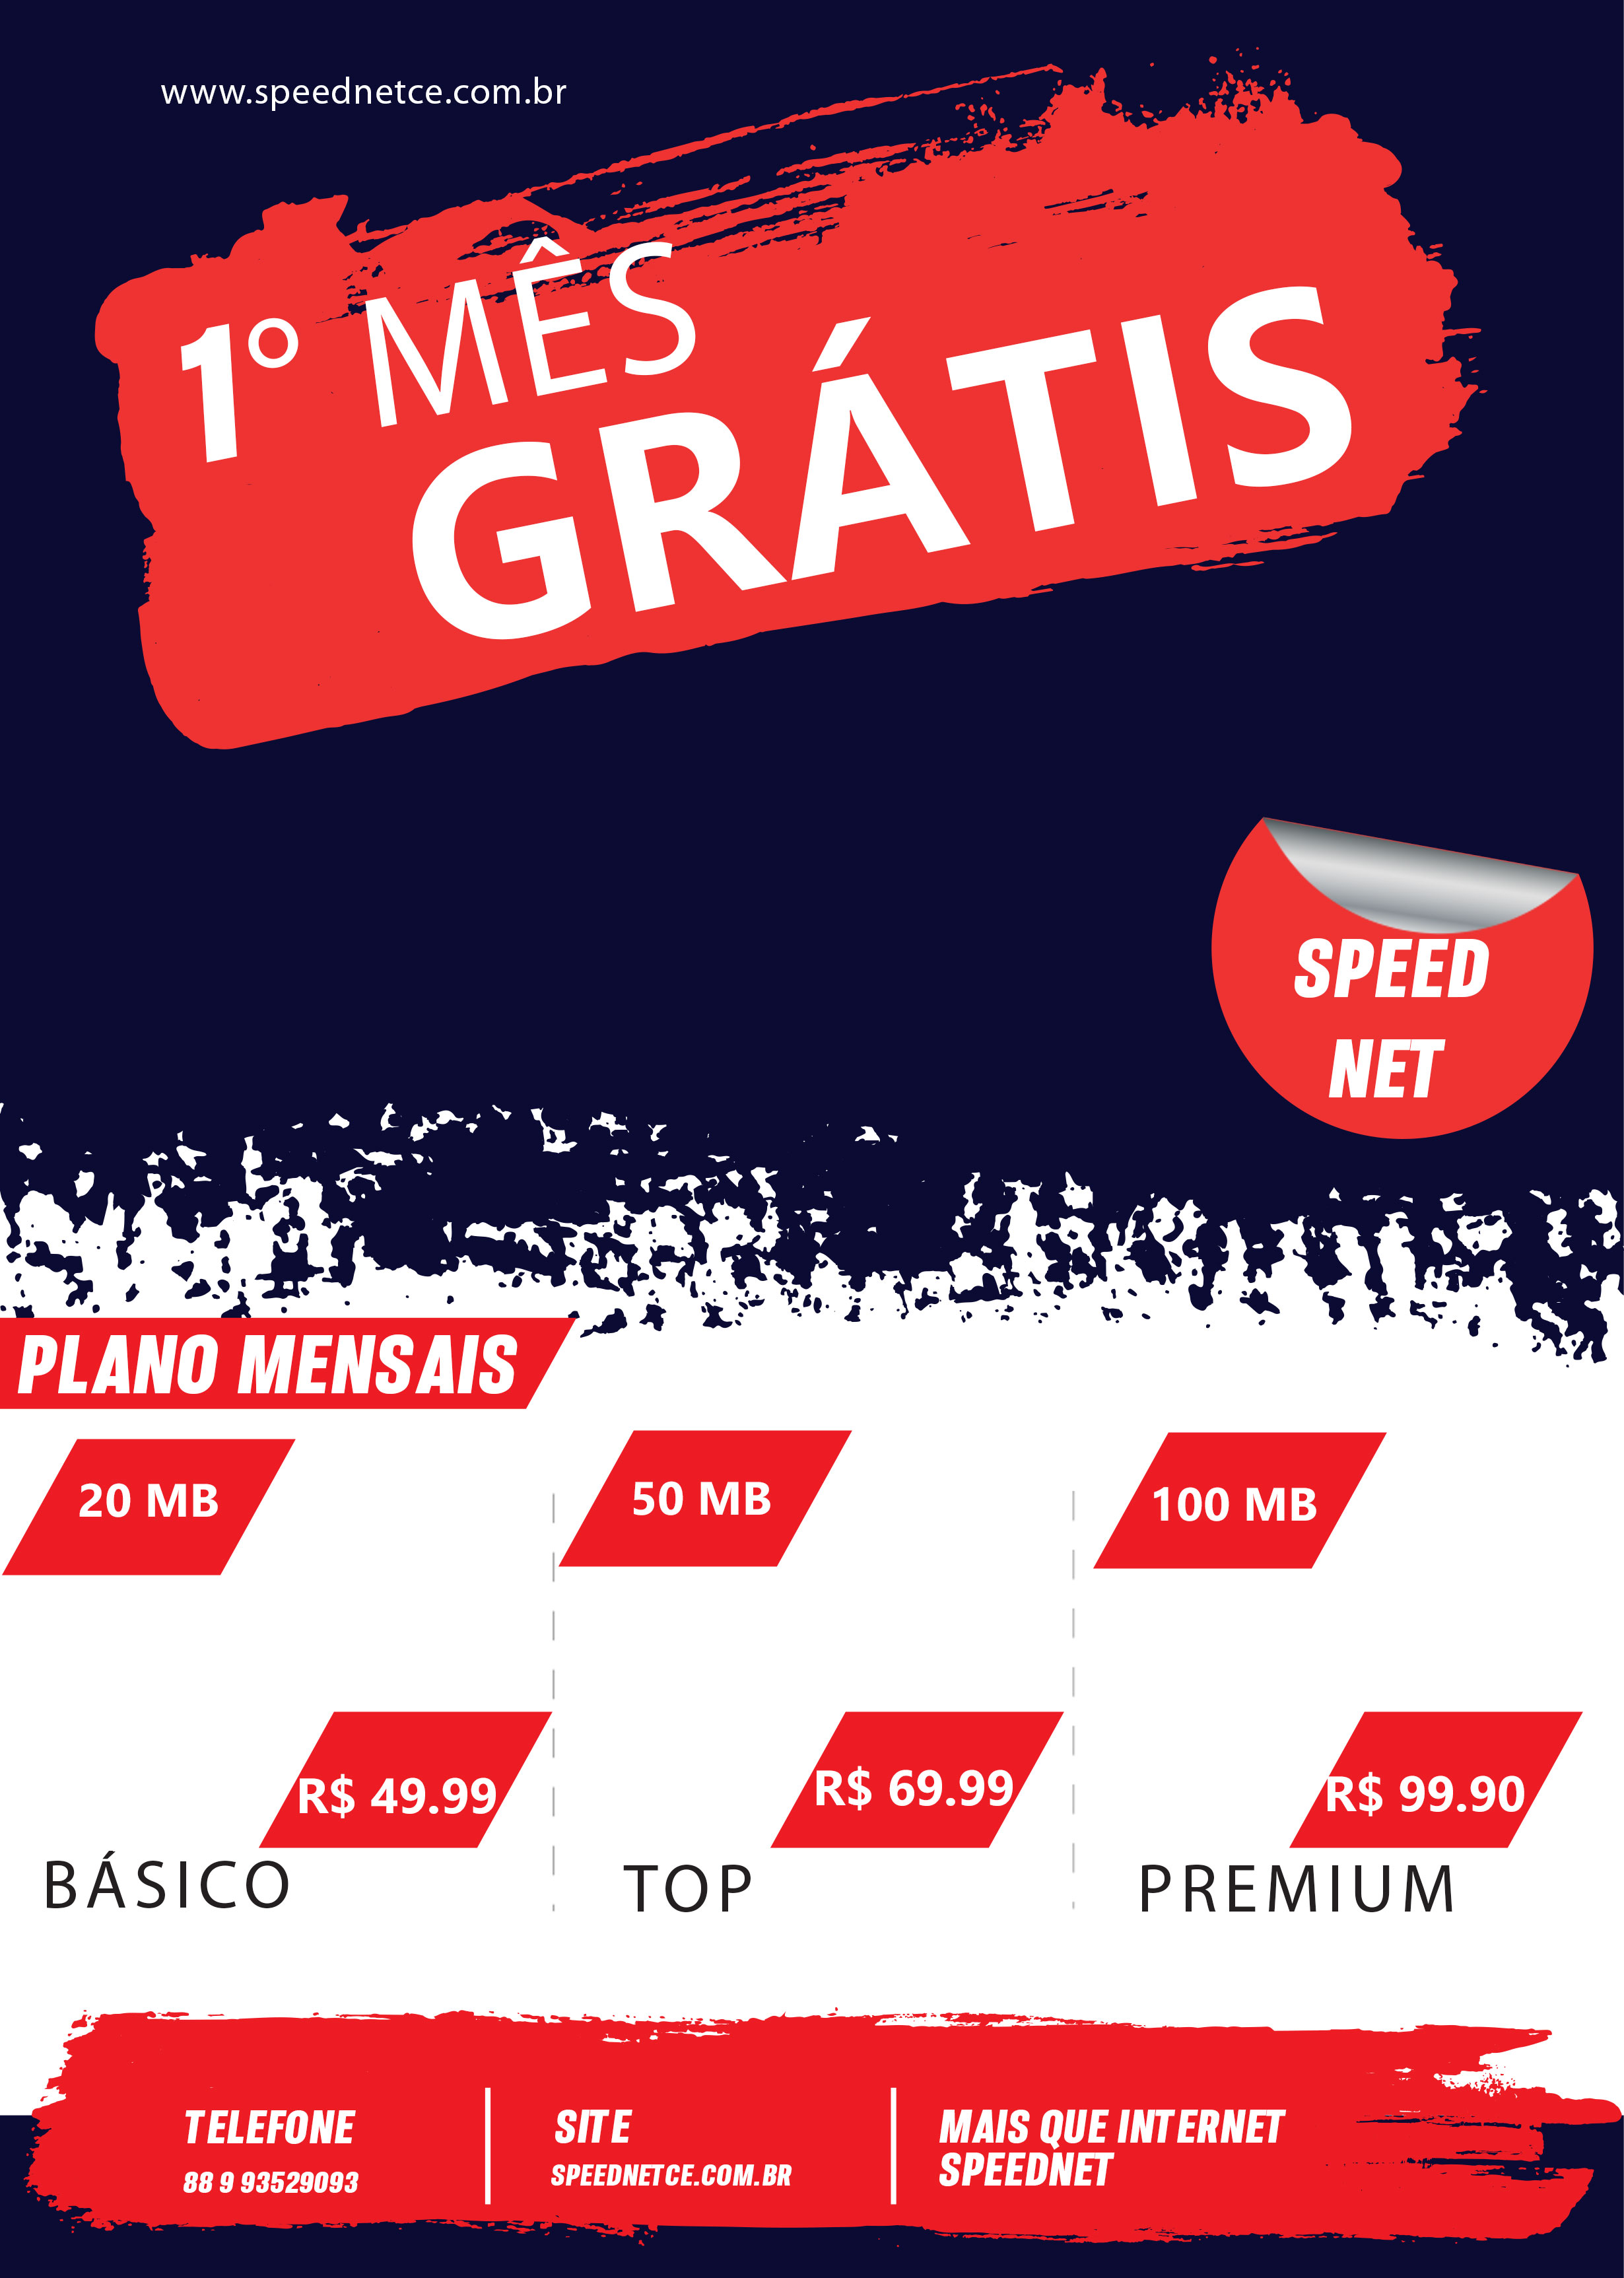 www.speednetce.com.br
1º MÊS
GRÁTIS
SPEED
NET
PLANO MENSAIS
20 MB
50 MB
100 MB
R$ 49.99
R$ 69.99
R$ 99.90
BÁSICO
TOP
PREMIUM
TELEFONE
88 9 93529093
SITE
SPEEDNETCE.COM.BR
MAIS QUE INTERNET
SPEEDNET